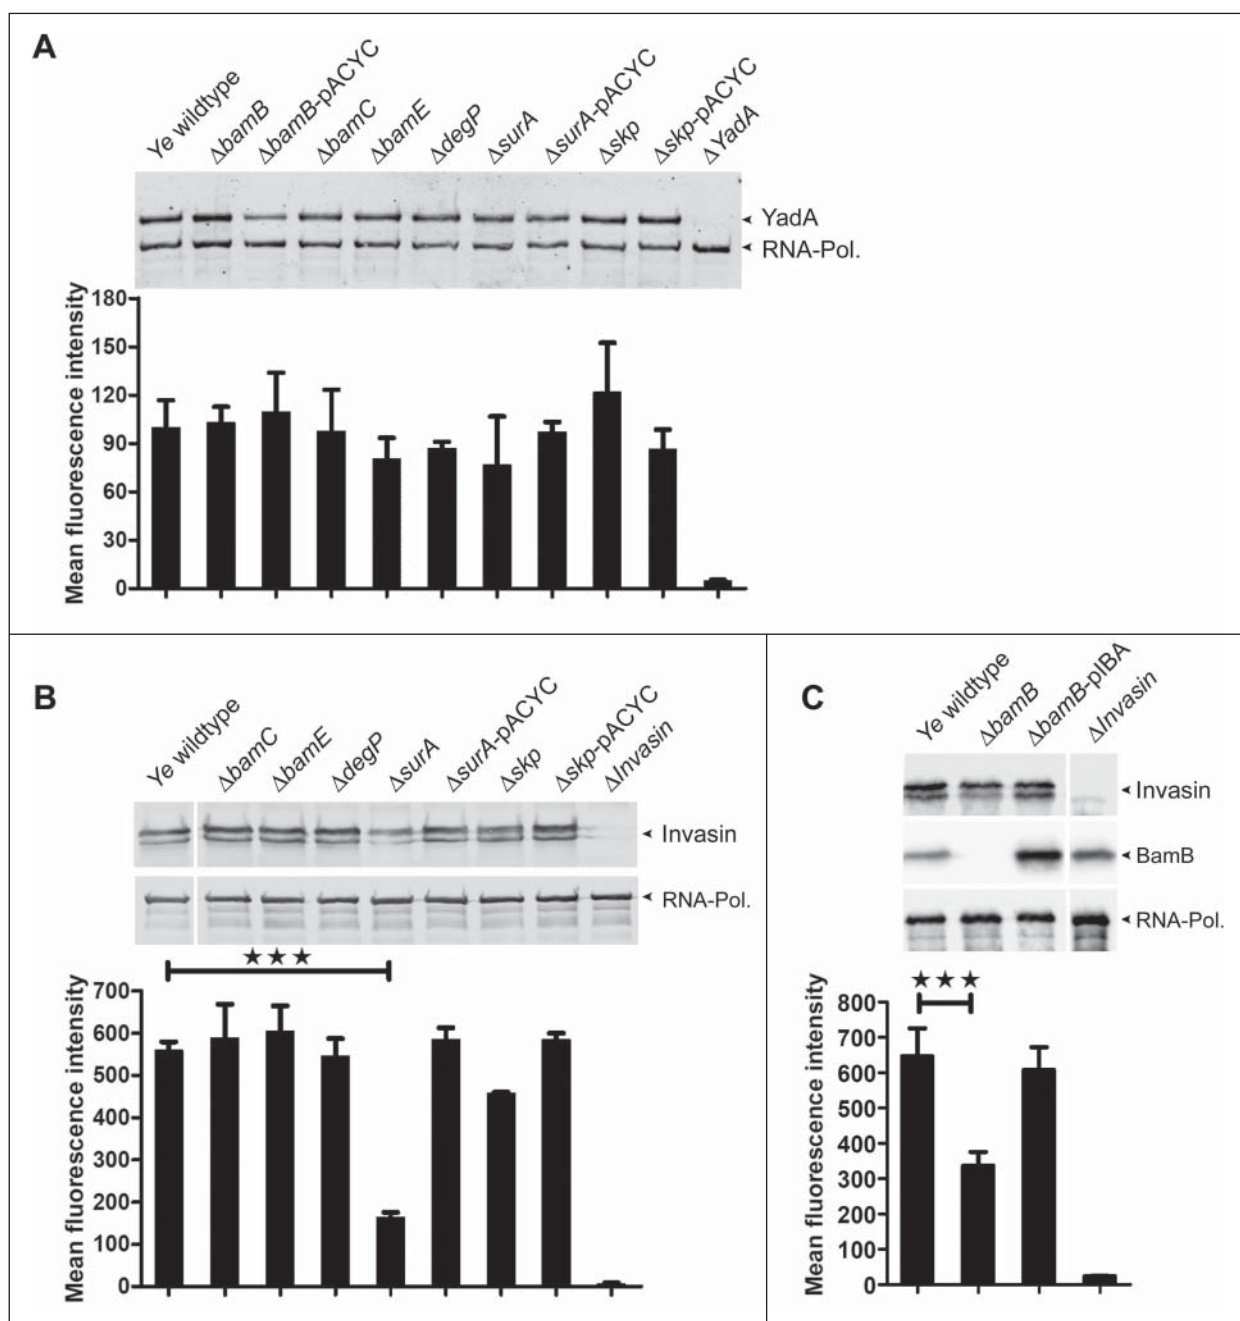 A
Ye wildtype
ΔbamB
ΔbamB-pACYC
ΔbamC
ΔbamE
ΔdegP
ΔsurA
ΔsurA-pACYC
Δskp
Δskp-pACYC
ΔYadA
YadA
RNA-Pol.
Mean fluorescence intensity
180
150
120
90
60
30
0
B
Ye wildtype
ΔbamC
ΔbamE
ΔdegP
ΔsurA
ΔsurA-pACYC
Δskp
Δskp-pACYC
ΔInvasin
Invasin
RNA-Pol.
★★★
Mean fluorescence intensity
700
600
500
400
300
200
100
0
C
Ye wildtype
ΔbamB
ΔbamB-pIBA
ΔInvasin
Invasin
BamB
RNA-Pol.
★★★
Mean fluorescence intensity
800
700
600
500
400
300
200
100
0